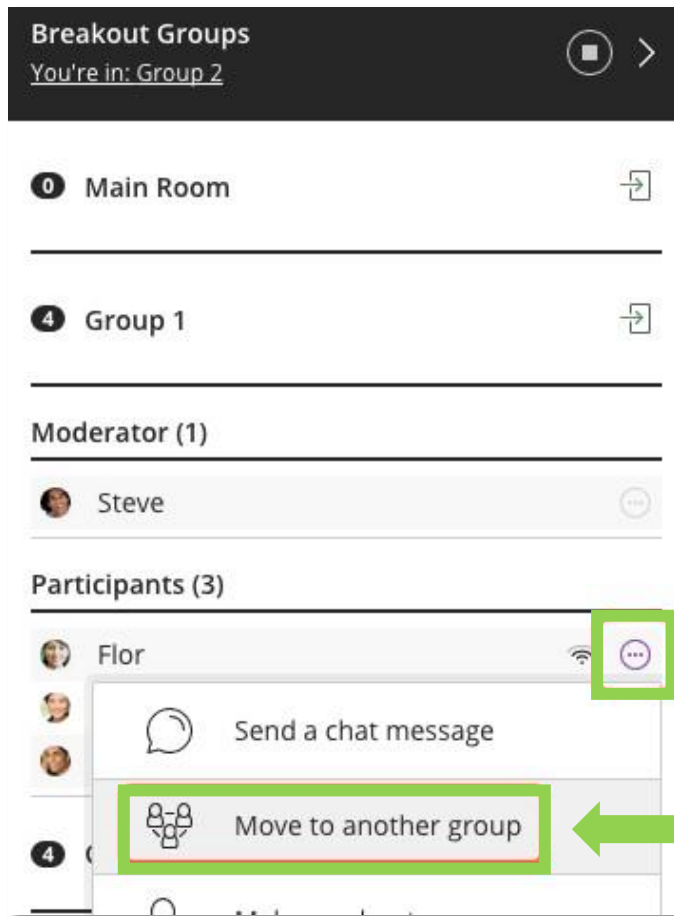 Breakout Groups
You're in: Group 2
0 Main Room
4 Group 1
Moderator (1)
Steve
Participants (3)
Flor
Send a chat message
Move to another group
4